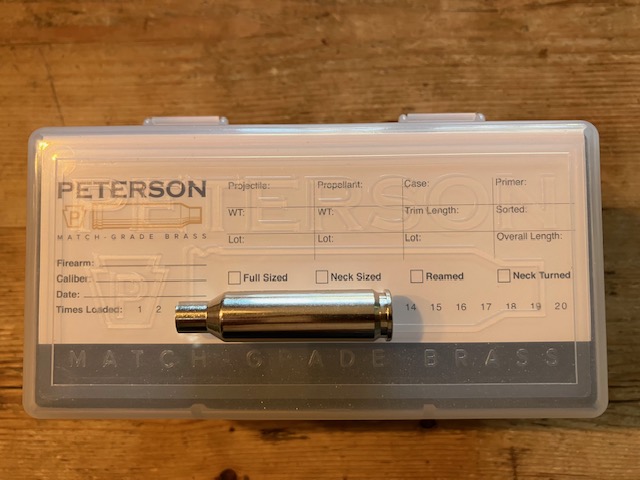 PETERSON
MATCH-GRADE BRASS
Projectile: Propellant: Case: Primer:
WT: WT: Trim Length: Sorted:
Lot: Lot: Lot: Overall Length:
Firearm:
Caliber: Full Sized Neck Sized Reamed Neck Turned
Date:
Times Loaded: 1 2 14 15 16 17 18 19 20
PETERSON
P
MATCH-GRADE BRASS